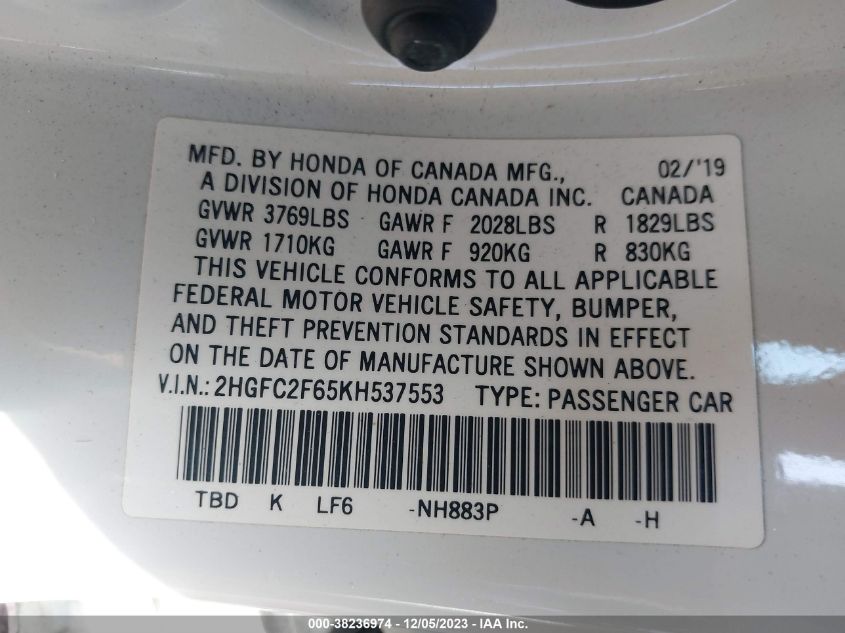 MFD. BY HONDA OF CANADA MFG., 02/'19
A DIVISION OF HONDA CANADA INC. CANADA
GVWR 3769LBS GAWR F 2028LBS R 1829LBS
GVWR 1710KG GAWR F 920KG R 830KG
THIS VEHICLE CONFORMS TO ALL APPLICABLE
FEDERAL MOTOR VEHICLE SAFETY, BUMPER,
AND THEFT PREVENTION STANDARDS IN EFFECT
ON THE DATE OF MANUFACTURE SHOWN ABOVE.
V.I.N.: 2HGFC2F65KH537553 TYPE: PASSENGER CAR
TBD K LF6 -NH883P -A -H
000-38236974 - 12/05/2023 - IAA Inc.